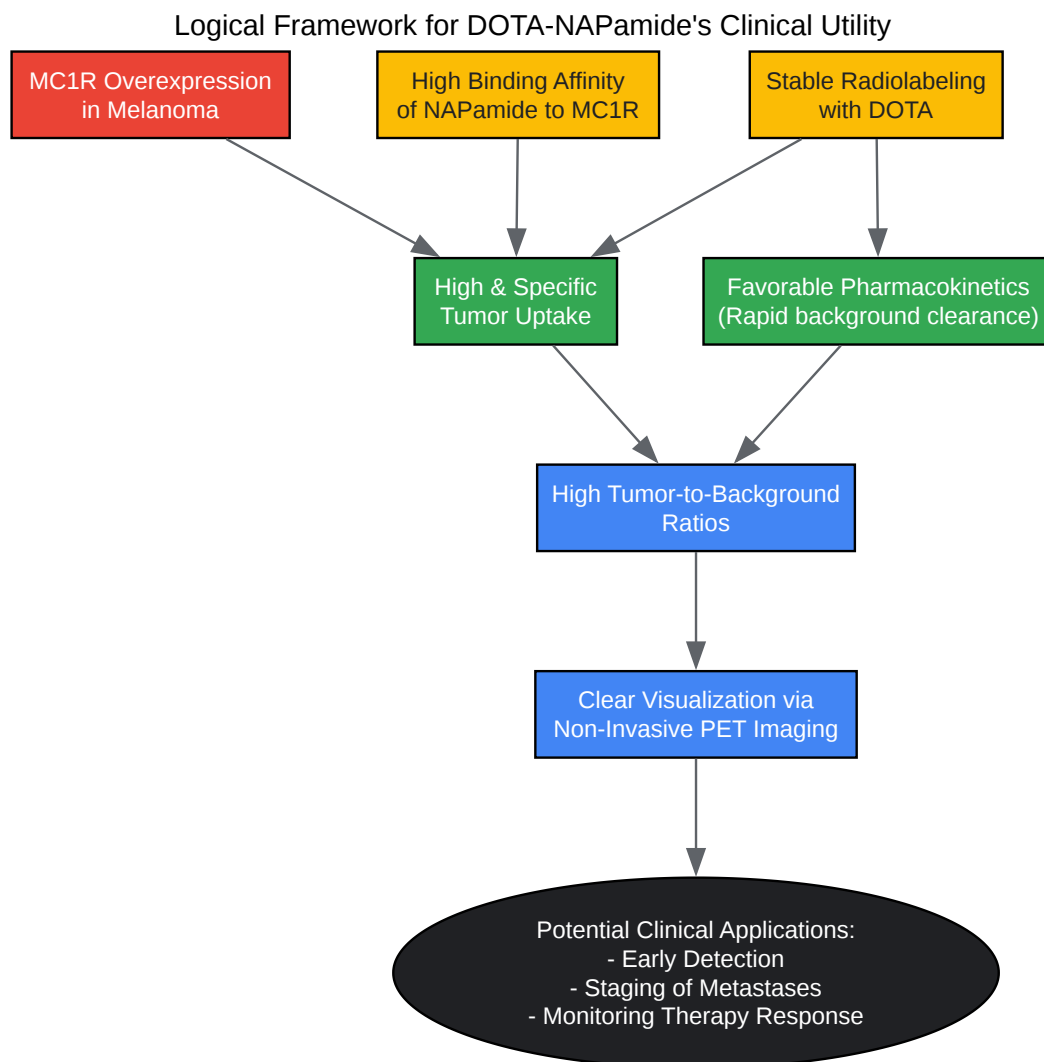 Logical Framework for DOTA-NAPamide's Clinical Utility
MC1R Overexpression
in Melanoma
High Binding Affinity
of NAPamide to MC1R
Stable Radiolabeling
with DOTA
High & Specific
Tumor Uptake
Favorable Pharmacokinetics
(Rapid background clearance)
High Tumor-to-Background
Ratios
Clear Visualization via
Non-Invasive PET Imaging
Potential Clinical Applications:
- Early Detection
- Staging of Metastases
- Monitoring Therapy Response